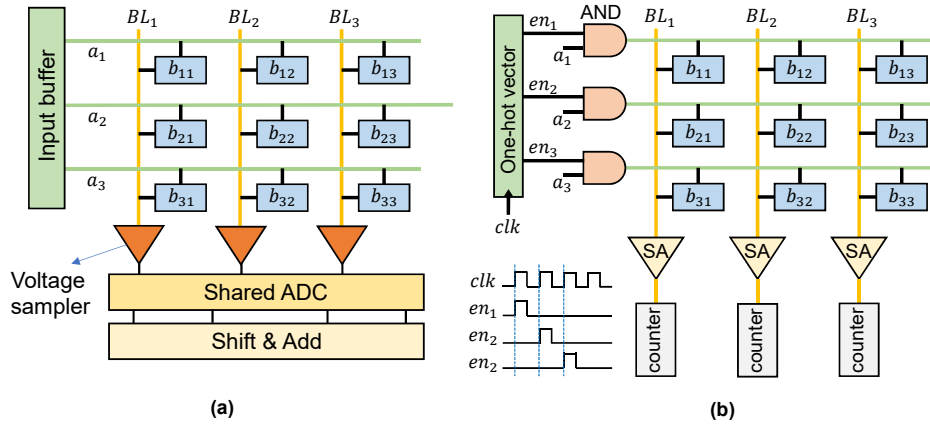 BL₁ BL₂ BL₃
Input buffer
a₁
b₁₁ b₁₂ b₁₃
a₂
b₂₁ b₂₂ b₂₃
a₃
b₃₁ b₃₂ b₃₃
Voltage
sampler
Shared ADC
Shift & Add
(a)
AND
BL₁ BL₂ BL₃
One-hot vector
en₁
a₁
b₁₁ b₁₂ b₁₃
en₂
a₂
b₂₁ b₂₂ b₂₃
en₃
a₃
b₃₁ b₃₂ b₃₃
clk
SA SA SA
counter counter counter
clk
en₁
en₂
en₂
(b)